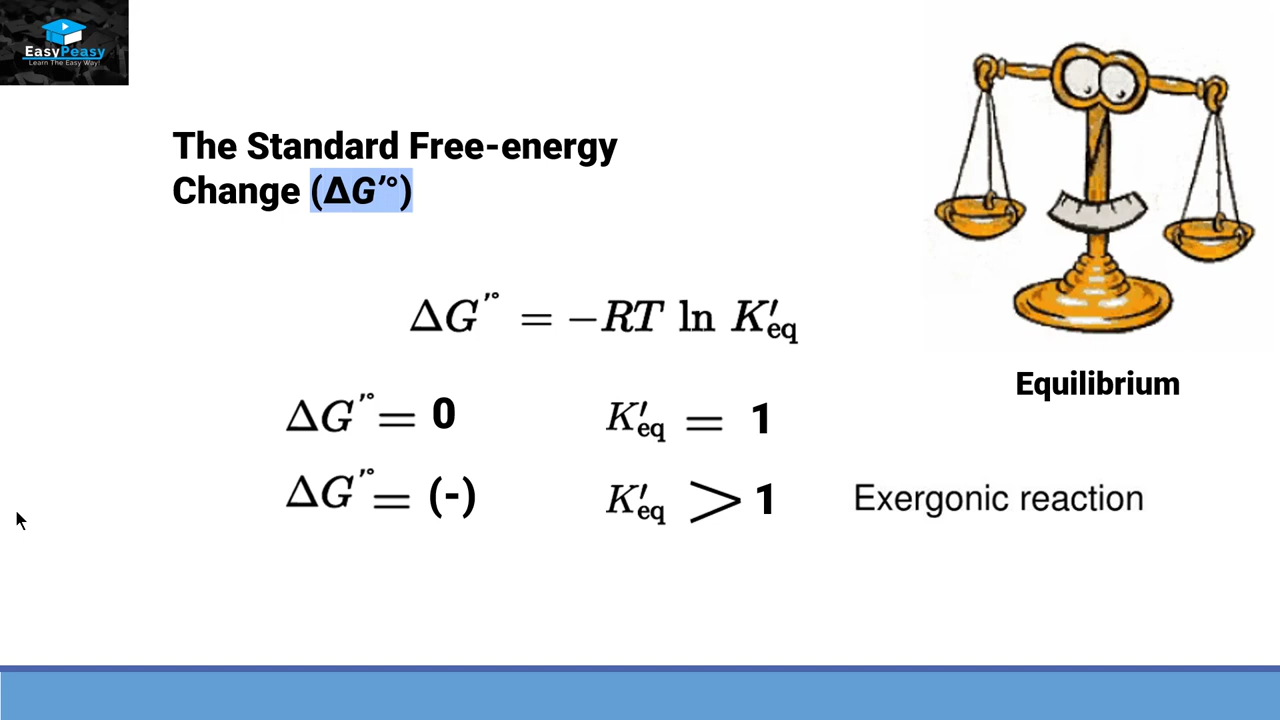 EasyPeasy
Learn The Easy Way!
The Standard Free-energy
Change (ΔG′°)
ΔG′° = −RT ln K′eq
Equilibrium
ΔG′° = 0 K′eq = 1
ΔG′° = (-) K′eq > 1 Exergonic reaction